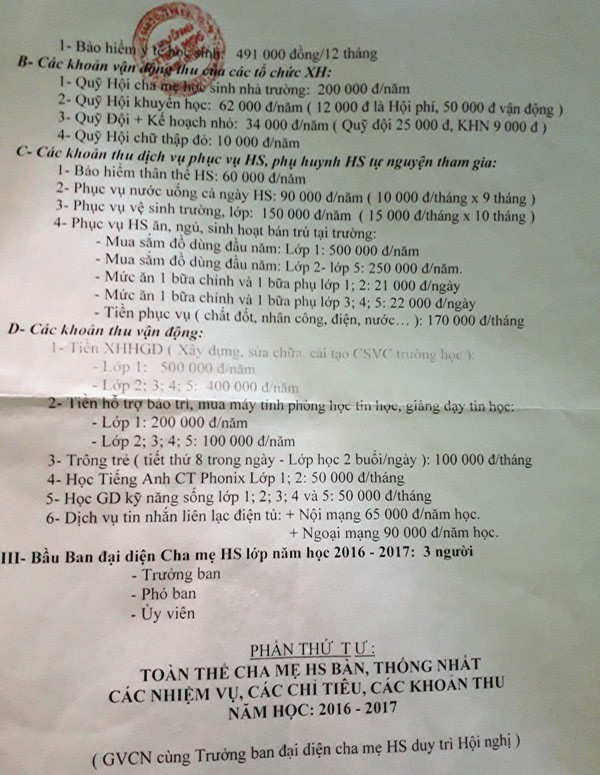 1- Bảo hiểm y tế học sinh: 491 000 đồng/12 tháng
B- Các khoản vận động thu của các tổ chức XH:
1- Quỹ Hội cha mẹ học sinh nhà trường: 200 000 đ/năm
2- Quỹ Hội khuyến học: 62 000 đ/năm ( 12 000 đ là Hội phí, 50 000 đ vận động )
3- Quỹ Đội + Kế hoạch nhỏ: 34 000 đ/năm ( Quỹ đội 25 000 đ, KHN 9 000 đ )
4- Quỹ Hội chữ thập đỏ: 10 000 đ/năm
C- Các khoản thu dịch vụ phục vụ HS, phụ huynh HS tự nguyện tham gia:
1- Bảo hiểm thân thể HS: 60 000 đ/năm
2- Phục vụ nước uống cả ngày HS: 90 000 đ/năm ( 10 000 đ/tháng x 9 tháng )
3- Phục vụ vệ sinh trường, lớp: 150 000 đ/năm ( 15 000 đ/tháng x 10 tháng )
4- Phục vụ HS ăn, ngủ, sinh hoạt bán trú tại trường:
- Mua sắm đồ dùng đầu năm: Lớp 1: 500 000 đ/năm
- Mua sắm đồ dùng đầu năm: Lớp 2- lớp 5: 250 000 đ/năm.
- Mức ăn 1 bữa chính và 1 bữa phụ lớp 1; 2: 21 000 đ/ngày
- Mức ăn 1 bữa chính và 1 bữa phụ lớp 3; 4; 5: 22 000 đ/ngày
- Tiền phục vụ ( chất đốt, nhân công, điện, nước… ): 170 000 đ/tháng
D- Các khoản thu vận động:
1- Tiền XHHGD ( Xây dựng, sửa chữa, cải tạo CSVC trường học ):
- Lớp 1: 500 000 đ/năm
- Lớp 2; 3; 4; 5: 400 000 đ/năm
2- Tiền hỗ trợ bảo trì, mua máy tính phòng học tin học, giảng dạy tin học:
- Lớp 1: 200 000 đ/năm
- Lớp 2; 3; 4; 5: 100 000 đ/năm
3- Trông trẻ ( tiết thứ 8 trong ngày - Lớp học 2 buổi/ngày ): 100 000 đ/tháng
4- Học Tiếng Anh CT Phonix Lớp 1; 2: 50 000 đ/tháng
5- Học GD kỹ năng sống lớp 1; 2; 3; 4 và 5: 50 000 đ/tháng
6- Dịch vụ tin nhắn liên lạc điện tử: + Nội mạng 65 000 đ/năm học.
+ Ngoại mạng 90 000 đ/năm học.
III- Bầu Ban đại diện Cha mẹ HS lớp năm học 2016 - 2017: 3 người
- Trưởng ban
- Phó ban
- Ủy viên
PHẦN THỨ TƯ :
TOÀN THỂ CHA MẸ HS BÀN, THỐNG NHẤT
CÁC NHIỆM VỤ, CÁC CHỈ TIÊU, CÁC KHOẢN THU
NĂM HỌC: 2016 - 2017
( GVCN cùng Trưởng ban đại diện cha mẹ HS duy trì Hội nghị )